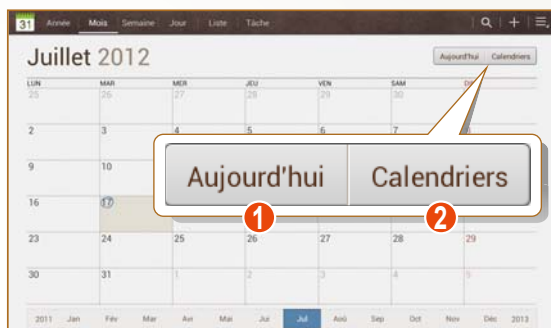 31 Année Mois Semaine Jour Liste Tâche
Juillet 2012
Aujourd'hui Calendriers
LUN MAR MER JEU VEN SAM
25 26 27 28 29 30
2 3 4 5 6 7
9 10
Aujourd'hui Calendriers
1 2
16 17
23 24 25 26 27 28 29
30 31 1 2 3 4 5
2011 Jan Fév Mar Avr Mai Jui Jul Aoû Sep Oct Nov Déc 2013